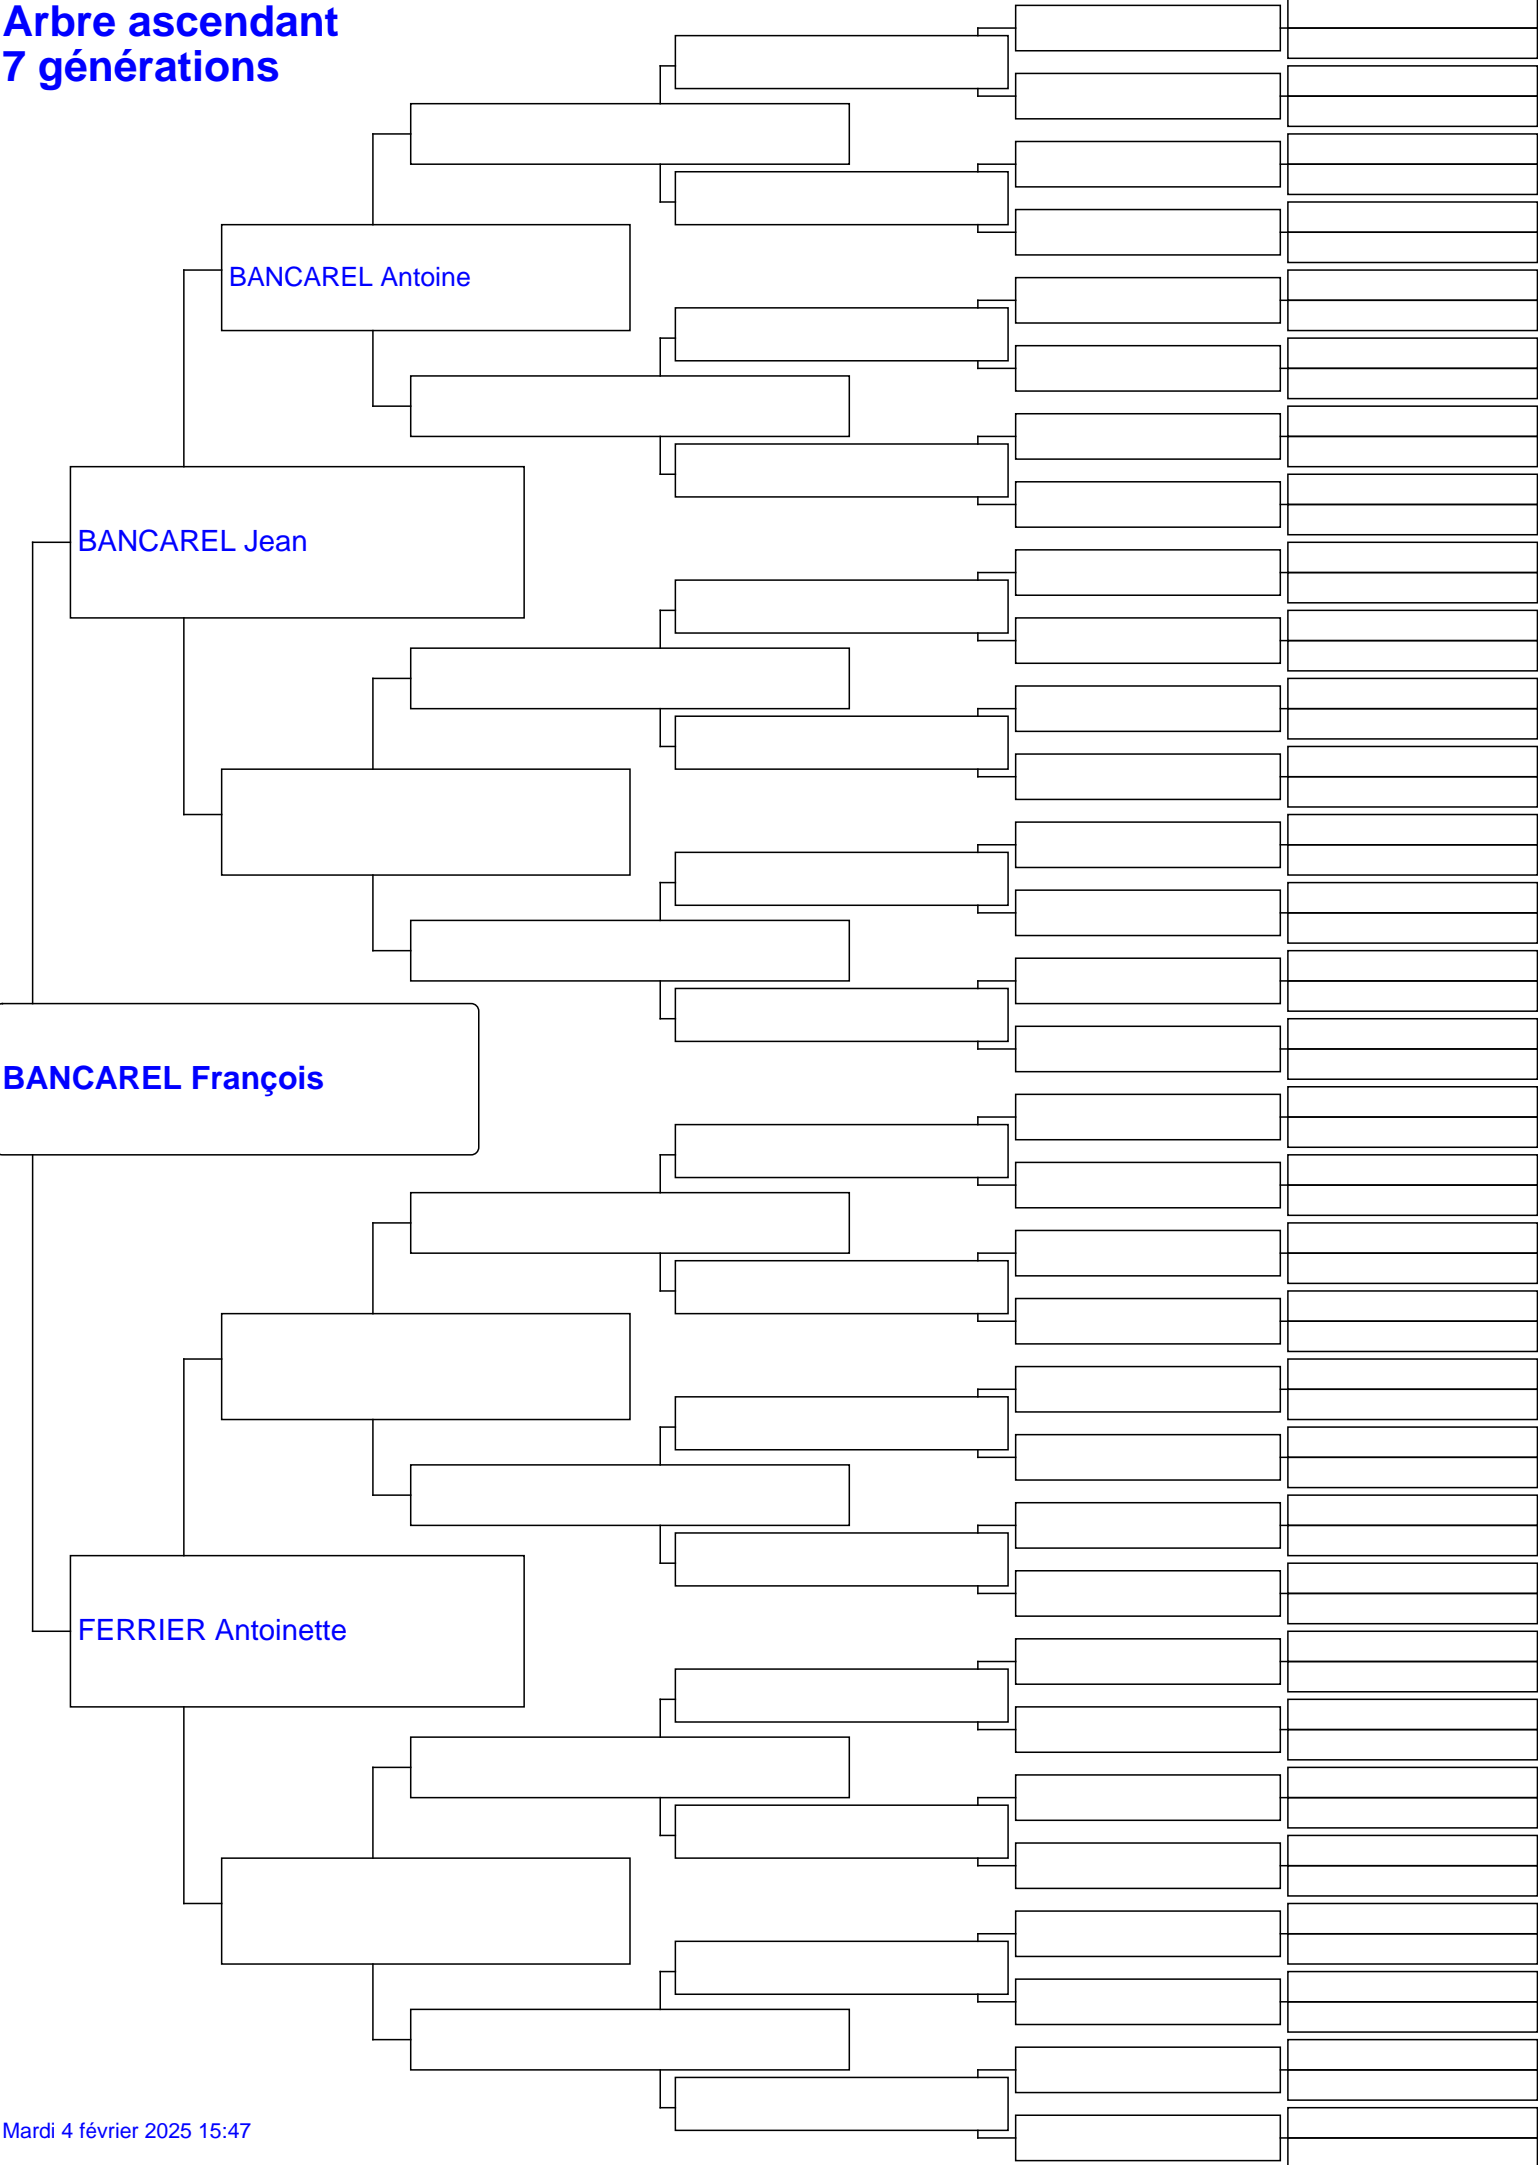 Arbre ascendant
7 générations
BANCAREL Antoine
BANCAREL Jean
BANCAREL François
FERRIER Antoinette
Mardi 4 février 2025 15:47